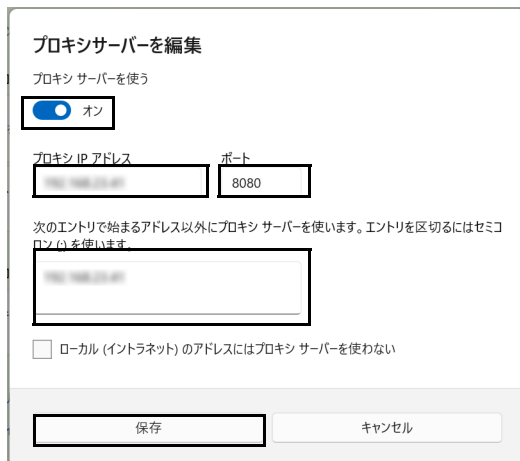 プロキシサーバーを編集
プロキシ サーバーを使う
オン
プロキシ IP アドレス
ポート
8080
次のエントリで始まるアドレス以外にプロキシ サーバーを使います。エントリを区切るにはセミコ
ロン (;) を使います。
ローカル (イントラネット) のアドレスにはプロキシ サーバーを使わない
保存
キャンセル